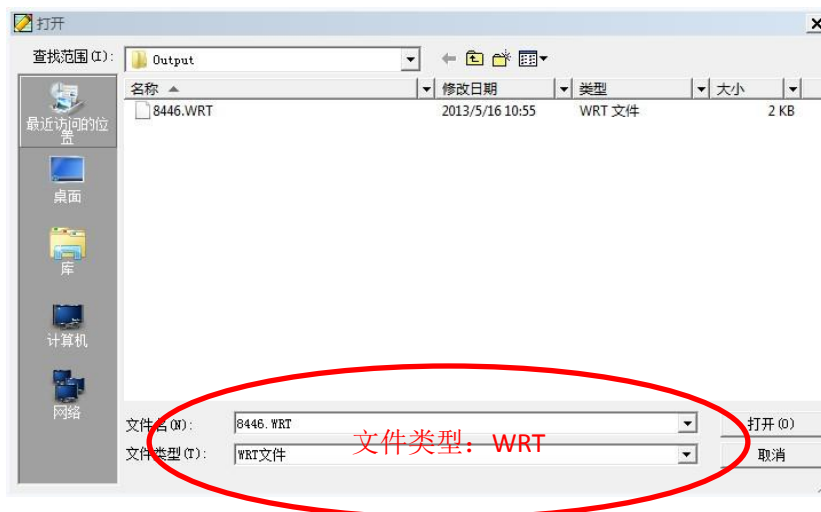 打开
查找范围(I):
Output
名称
修改日期
类型
大小
8446.WRT
2013/5/16 10:55
WRT 文件
2 KB
最近访问的位
置
桌面
库
计算机
网络
文件名(N):
8446.WRT
打开(O)
文件类型:WRT
文件类型(T):
WRT文件
取消